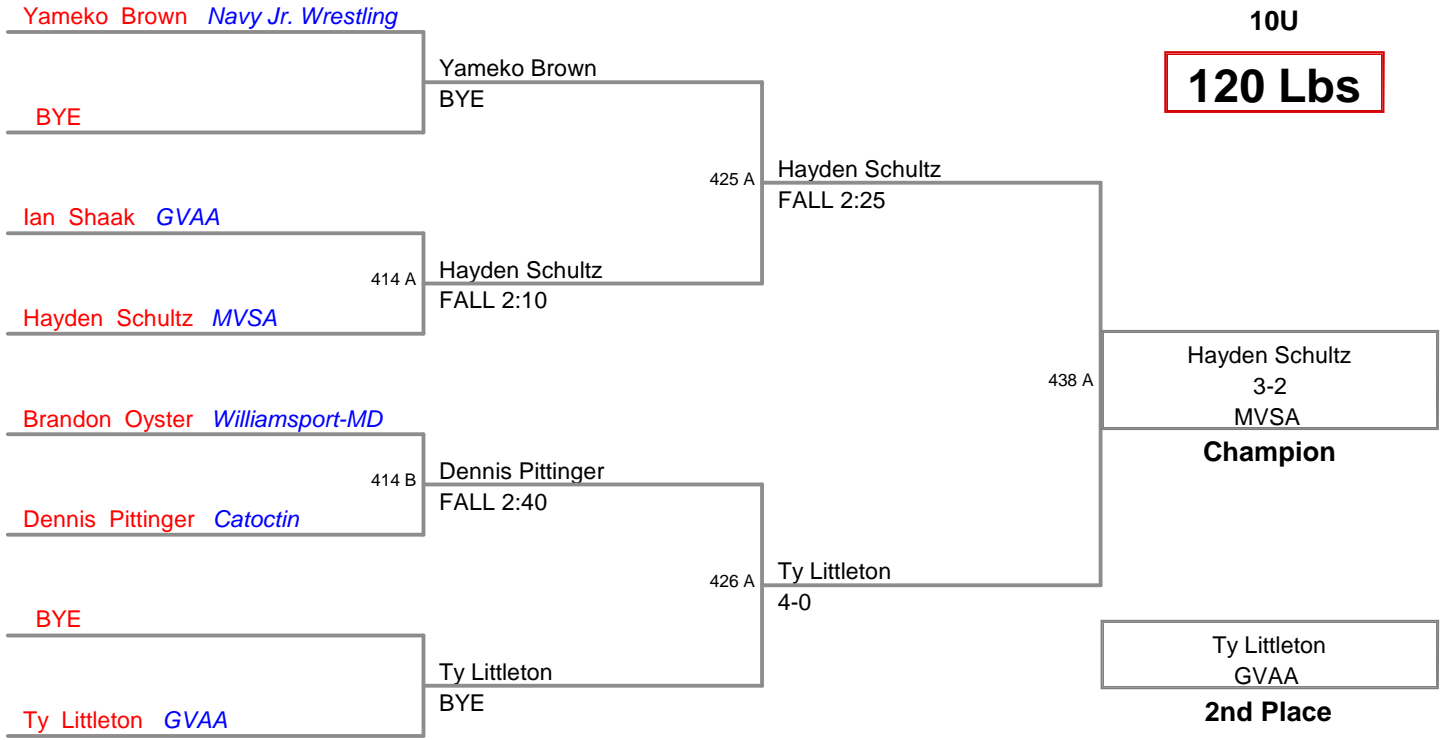 Yameko Brown Navy Jr. Wrestling
BYE
Ian Shaak GVAA
Hayden Schultz MVSA
Brandon Oyster Williamsport-MD
Dennis Pittinger Catoctin
BYE
Ty Littleton GVAA
Yameko Brown
BYE
414 A
Hayden Schultz
FALL 2:10
414 B
Dennis Pittinger
FALL 2:40
Ty Littleton
BYE
425 A
Hayden Schultz
FALL 2:25
426 A
Ty Littleton
4-0
10U
120 Lbs
438 A
Hayden Schultz
3-2
MVSA
Champion
Ty Littleton
GVAA
2nd Place